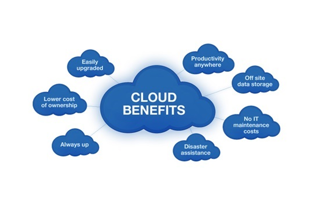 Easily
upgraded
Productivity
anywhere
Lower cost
of ownership
CLOUD
BENEFITS
Off site
data storage
Always up
Disaster
assistance
No IT
maintenance
costs